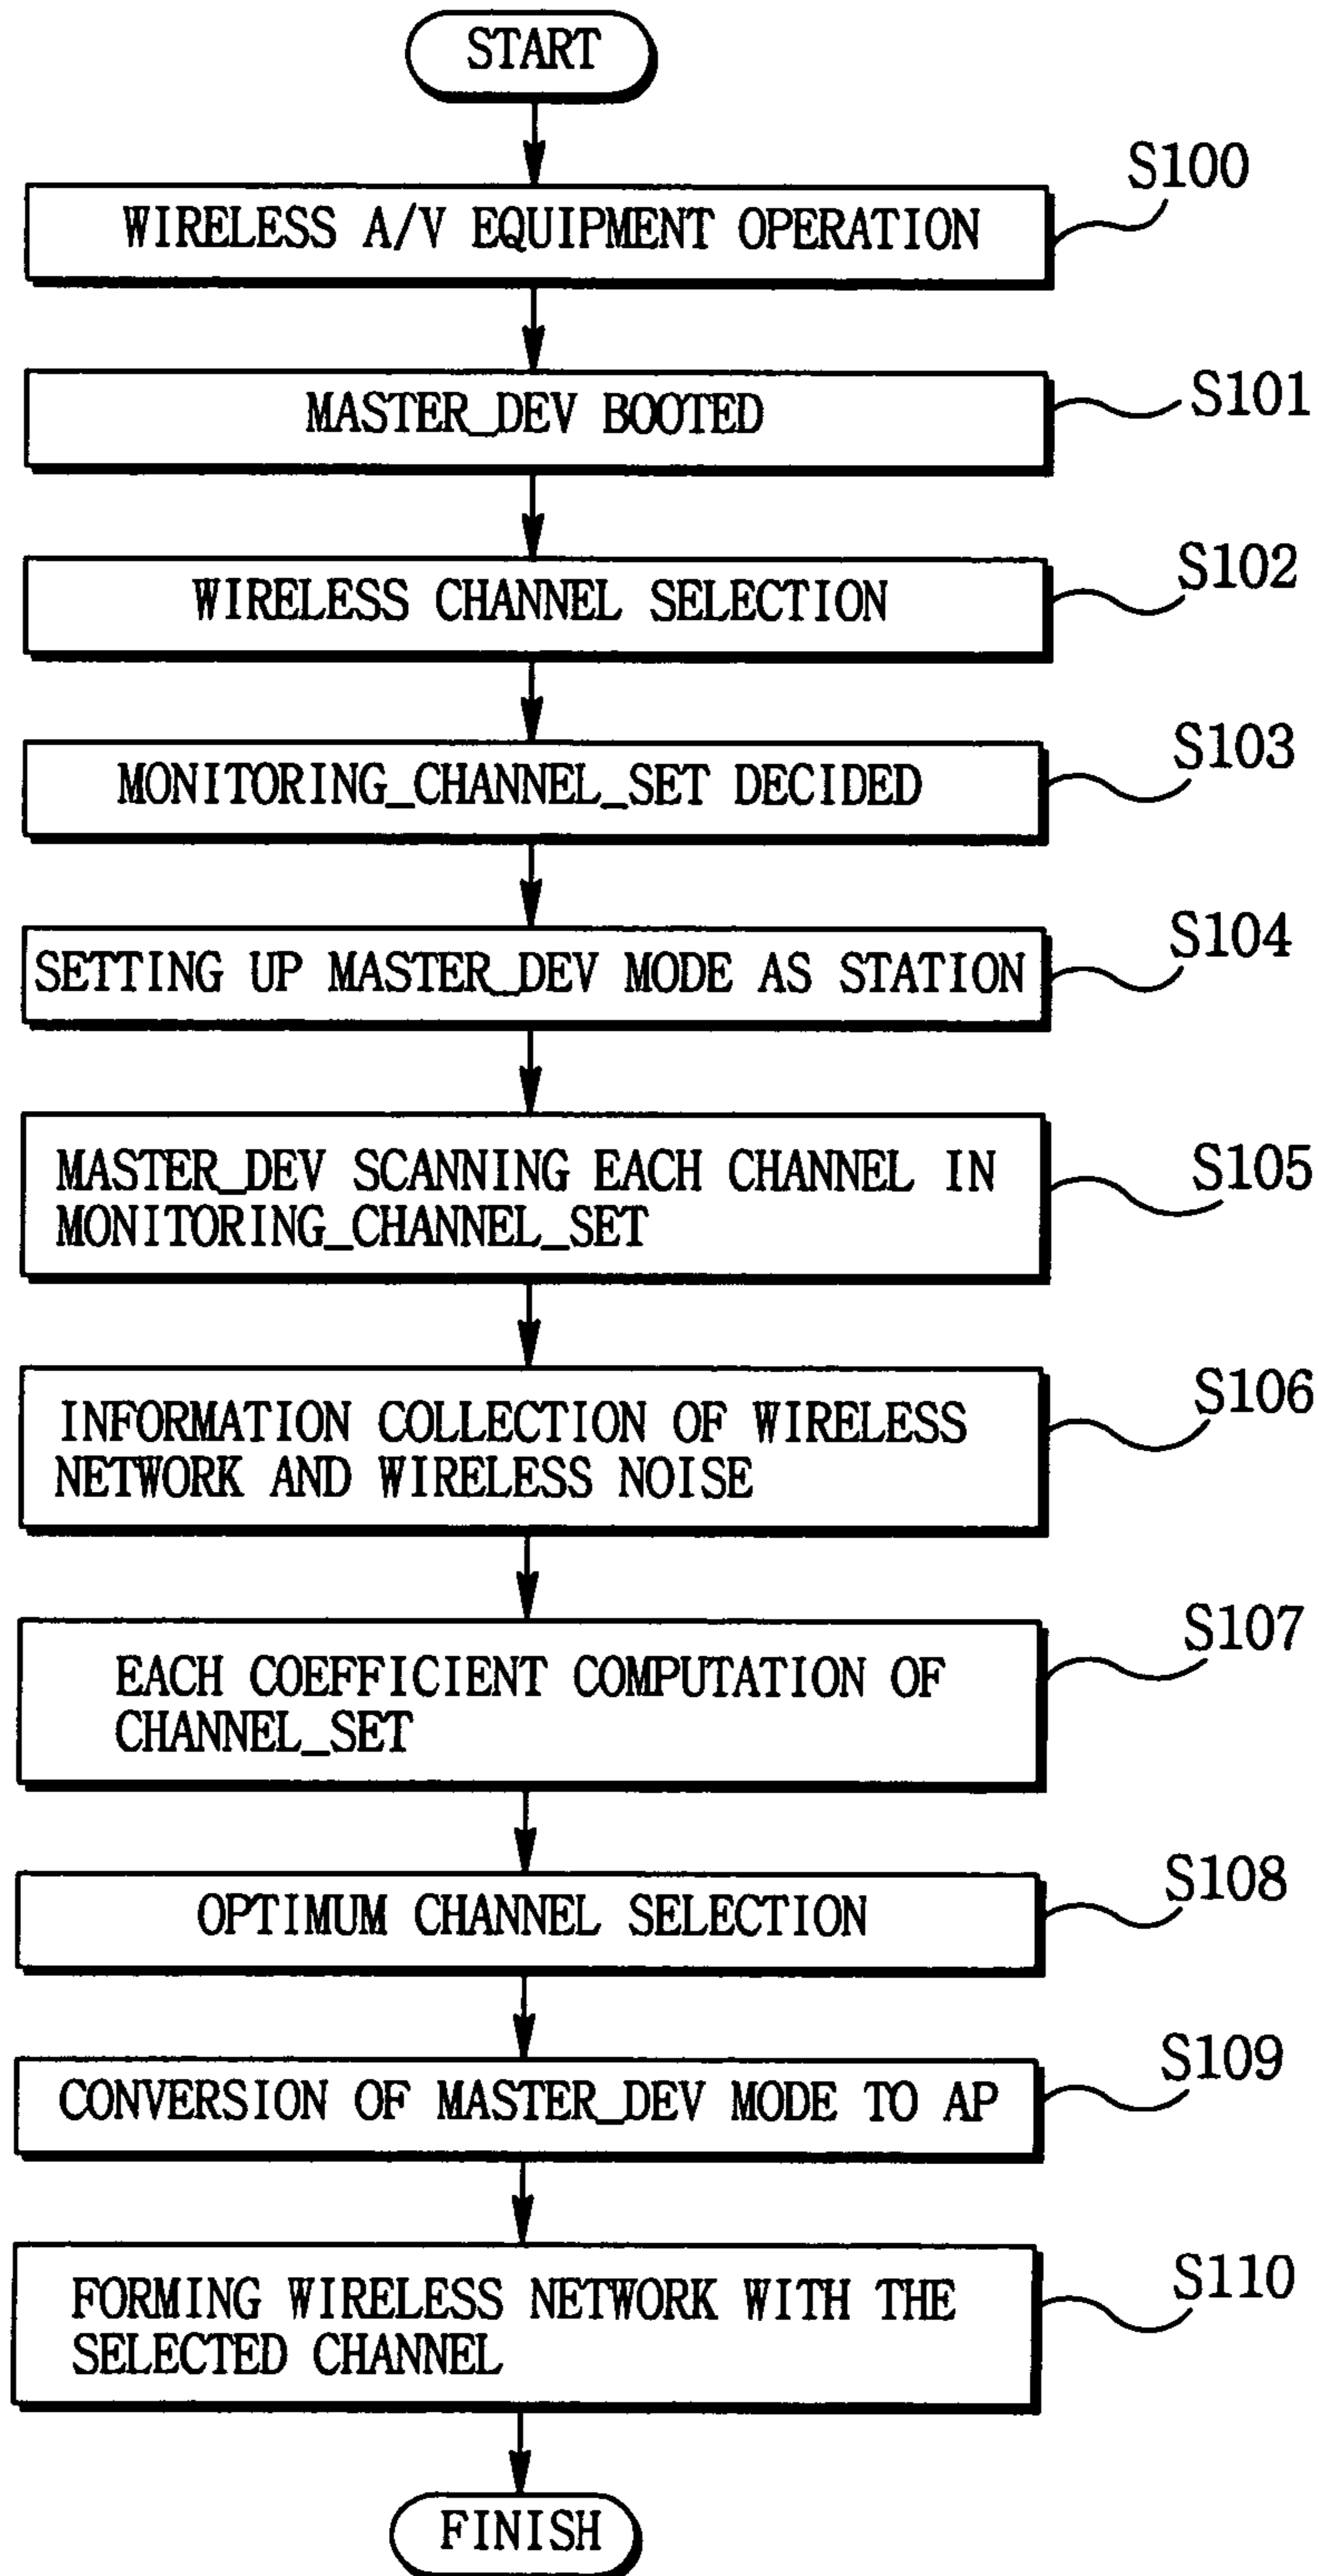 START
S100
WIRELESS A/V EQUIPMENT OPERATION
MASTER_DEV BOOTED
S101
WIRELESS CHANNEL SELECTION
S102
MONITORING_CHANNEL_SET DECIDED
S103
SETTING UP MASTER_DEV MODE AS STATION
S104
MASTER_DEV SCANNING EACH CHANNEL IN
MONITORING_CHANNEL_SET
S105
INFORMATION COLLECTION OF WIRELESS
NETWORK AND WIRELESS NOISE
S106
EACH COEFFICIENT COMPUTATION OF
CHANNEL_SET
S107
OPTIMUM CHANNEL SELECTION
S108
CONVERSION OF MASTER_DEV MODE TO AP
S109
FORMING WIRELESS NETWORK WITH THE
SELECTED CHANNEL
S110
FINISH